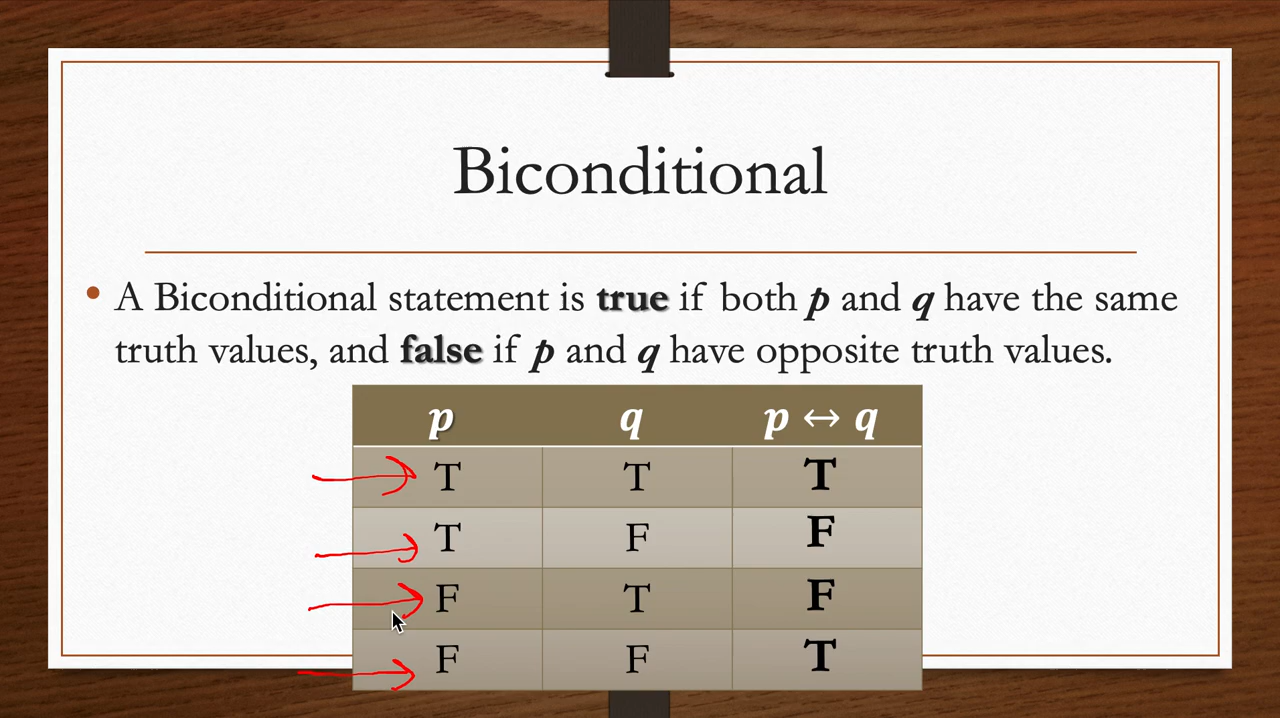 Biconditional
• A Biconditional statement is true if both p and q have the same
truth values, and false if p and q have opposite truth values.
p q p ↔ q
T T T
T F F
F T F
F F T